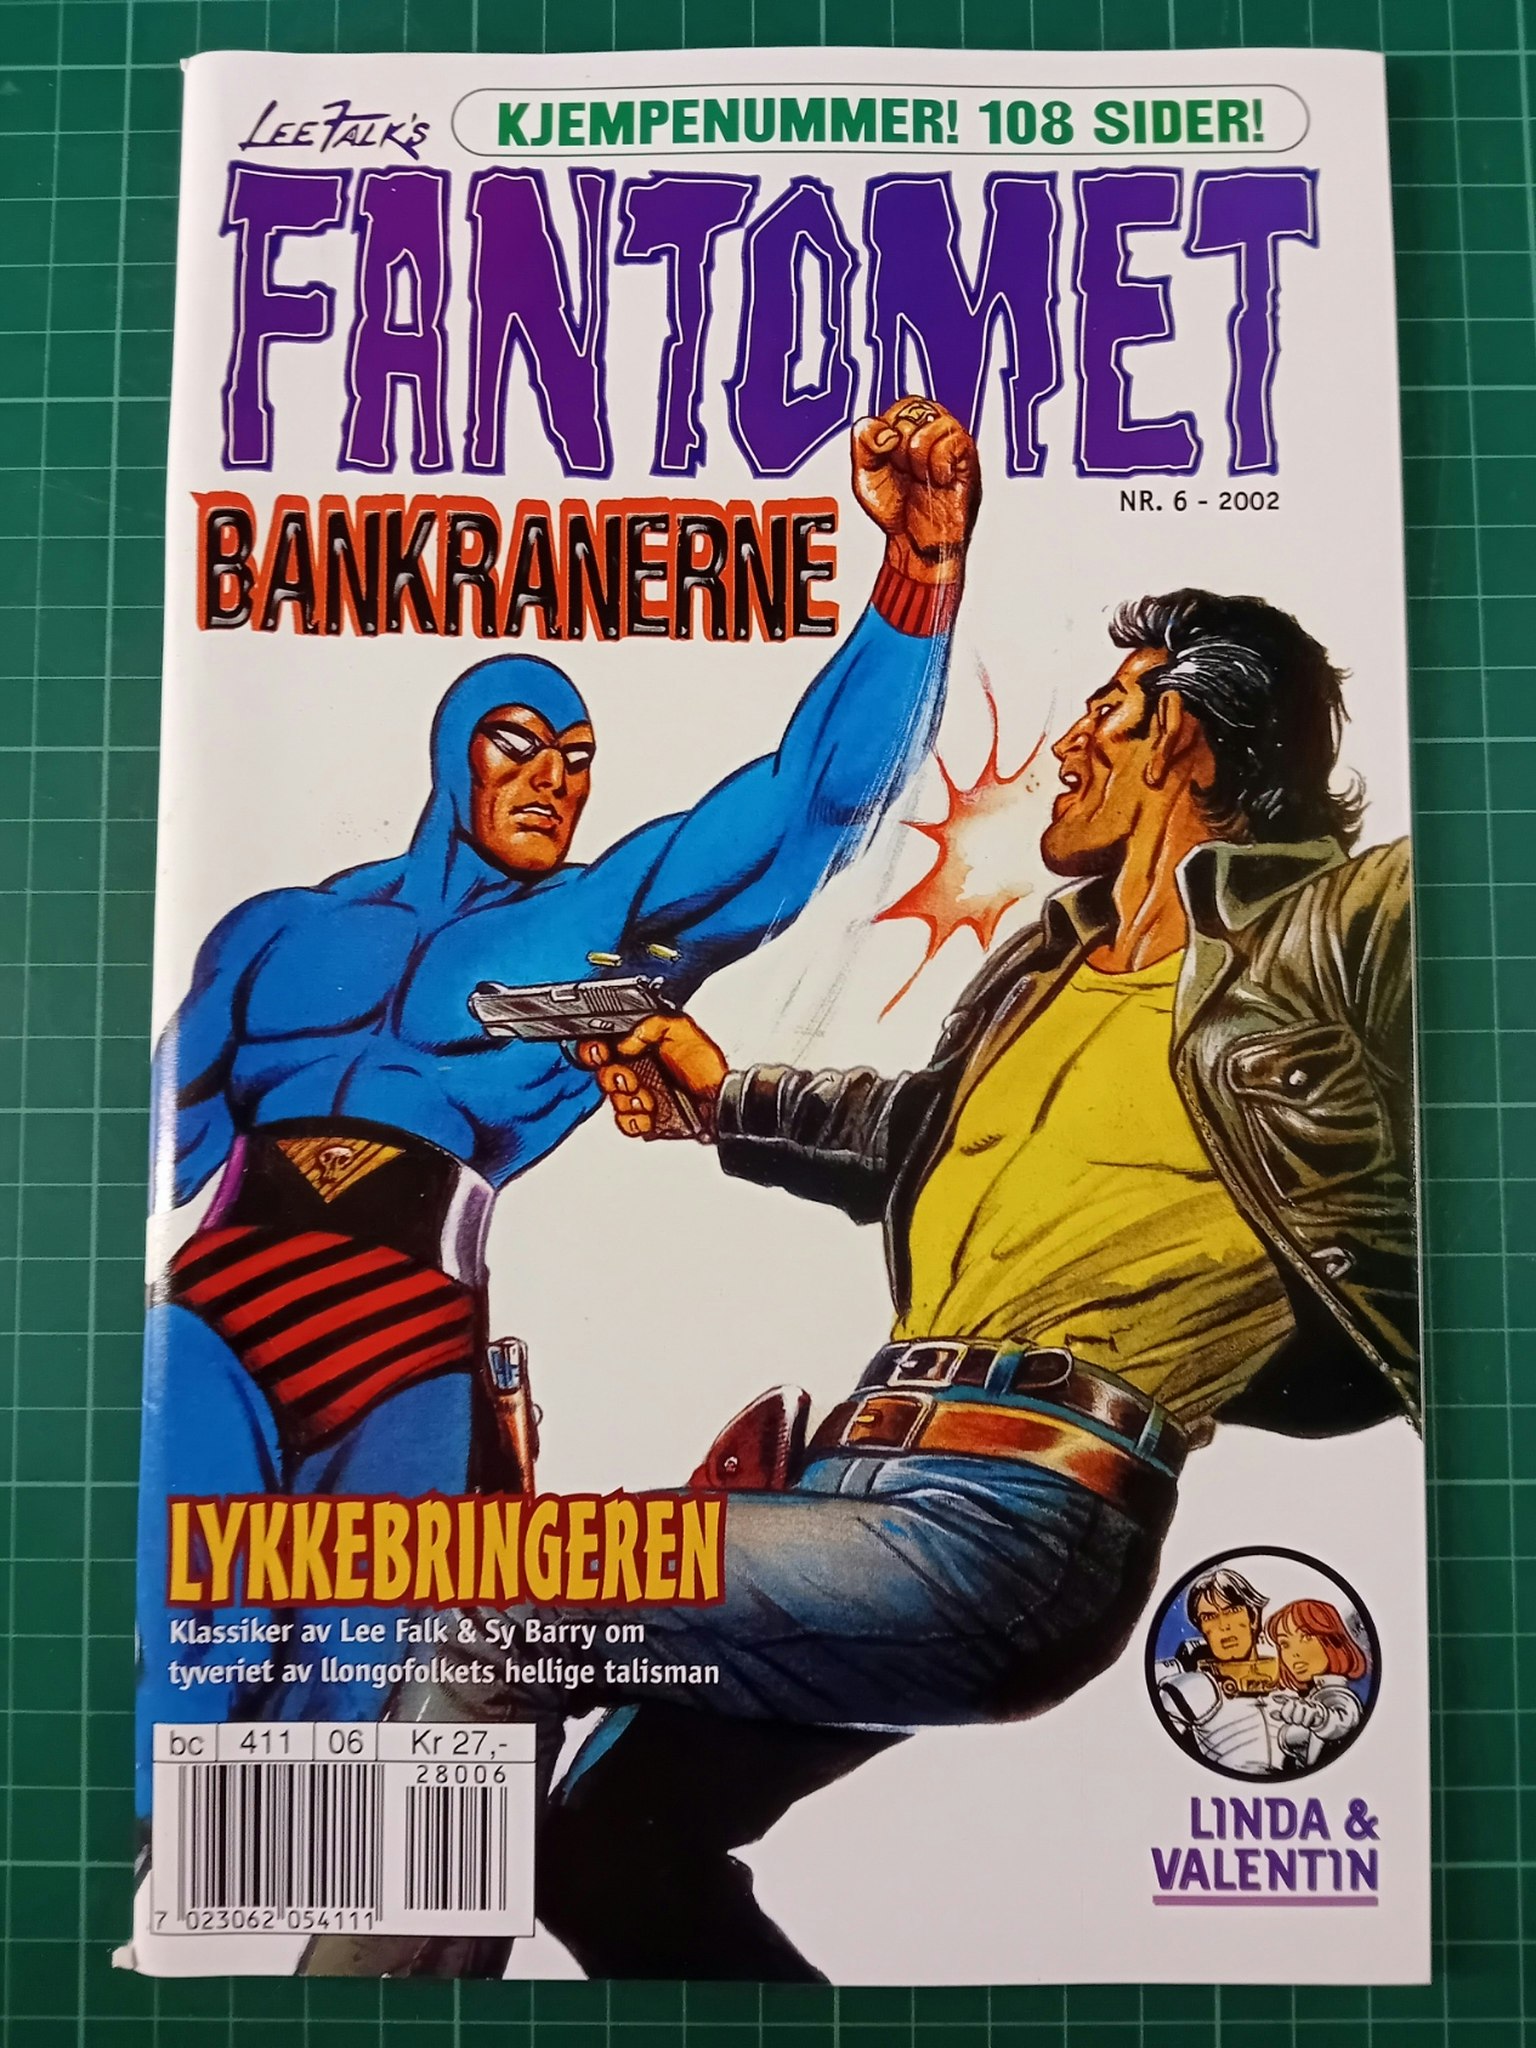 LEE FALK'S
KJEMPENUMMER! 108 SIDER!
FANTOMET
NR. 6 - 2002
BANKRANERNE
LYKKEBRINGEREN
Klassiker av Lee Falk & Sy Barry om
tyveriet av llongofolkets hellige talisman
bc 411 06 Kr 27,-
28006
7 023062 054111
LINDA &
VALENTIN